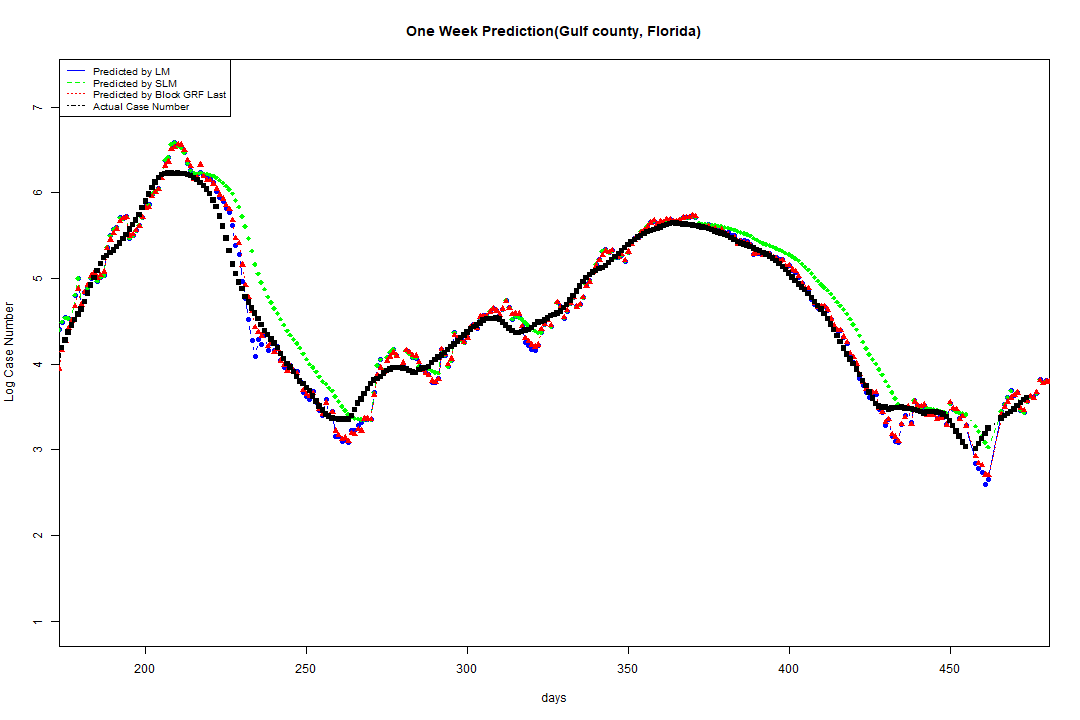 One Week Prediction(Gulf county, Florida)
Predicted by LM
Predicted by SLM
Predicted by Block GRF Last
Actual Case Number
7
6
5
4
3
2
1
Log Case Number
200 250 300 350 400 450
days